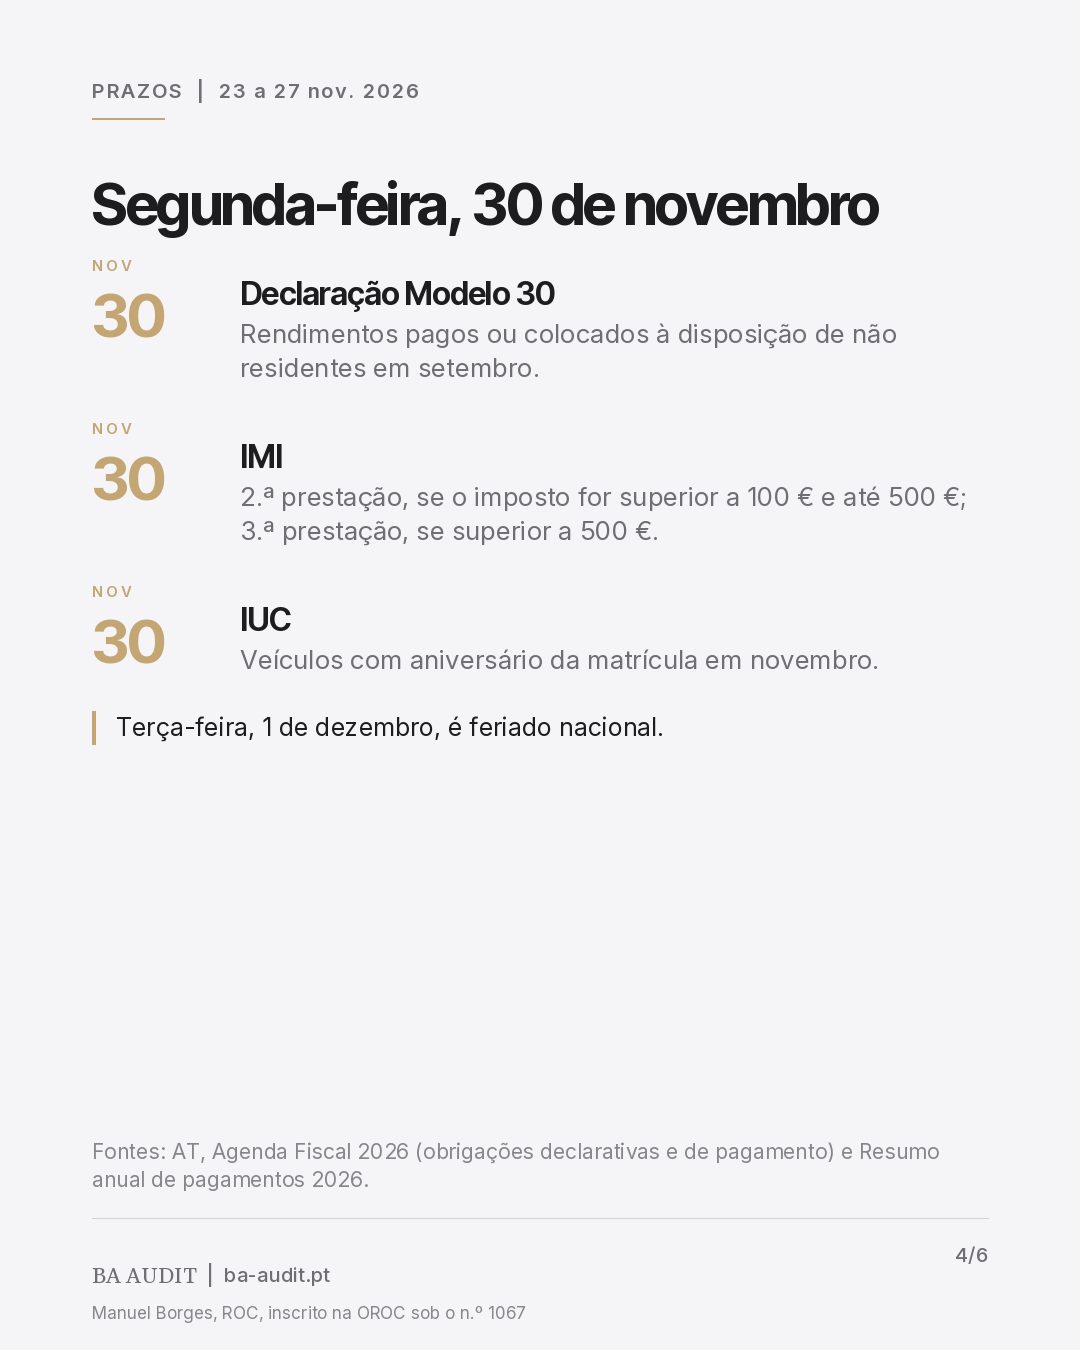 PRAZOS | 23 a 27 nov. 2026
Segunda-feira, 30 de novembro
NOV
30
Declaração Modelo 30
Rendimentos pagos ou colocados à disposição de não
residentes em setembro.
NOV
30
IMI
2.ª prestação, se o imposto for superior a 100 € e até 500 €;
3.ª prestação, se superior a 500 €.
NOV
30
IUC
Veículos com aniversário da matrícula em novembro.
Terça-feira, 1 de dezembro, é feriado nacional.
Fontes: AT, Agenda Fiscal 2026 (obrigações declarativas e de pagamento) e Resumo
anual de pagamentos 2026.
4/6
BA AUDIT | ba-audit.pt
Manuel Borges, ROC, inscrito na OROC sob o n.º 1067